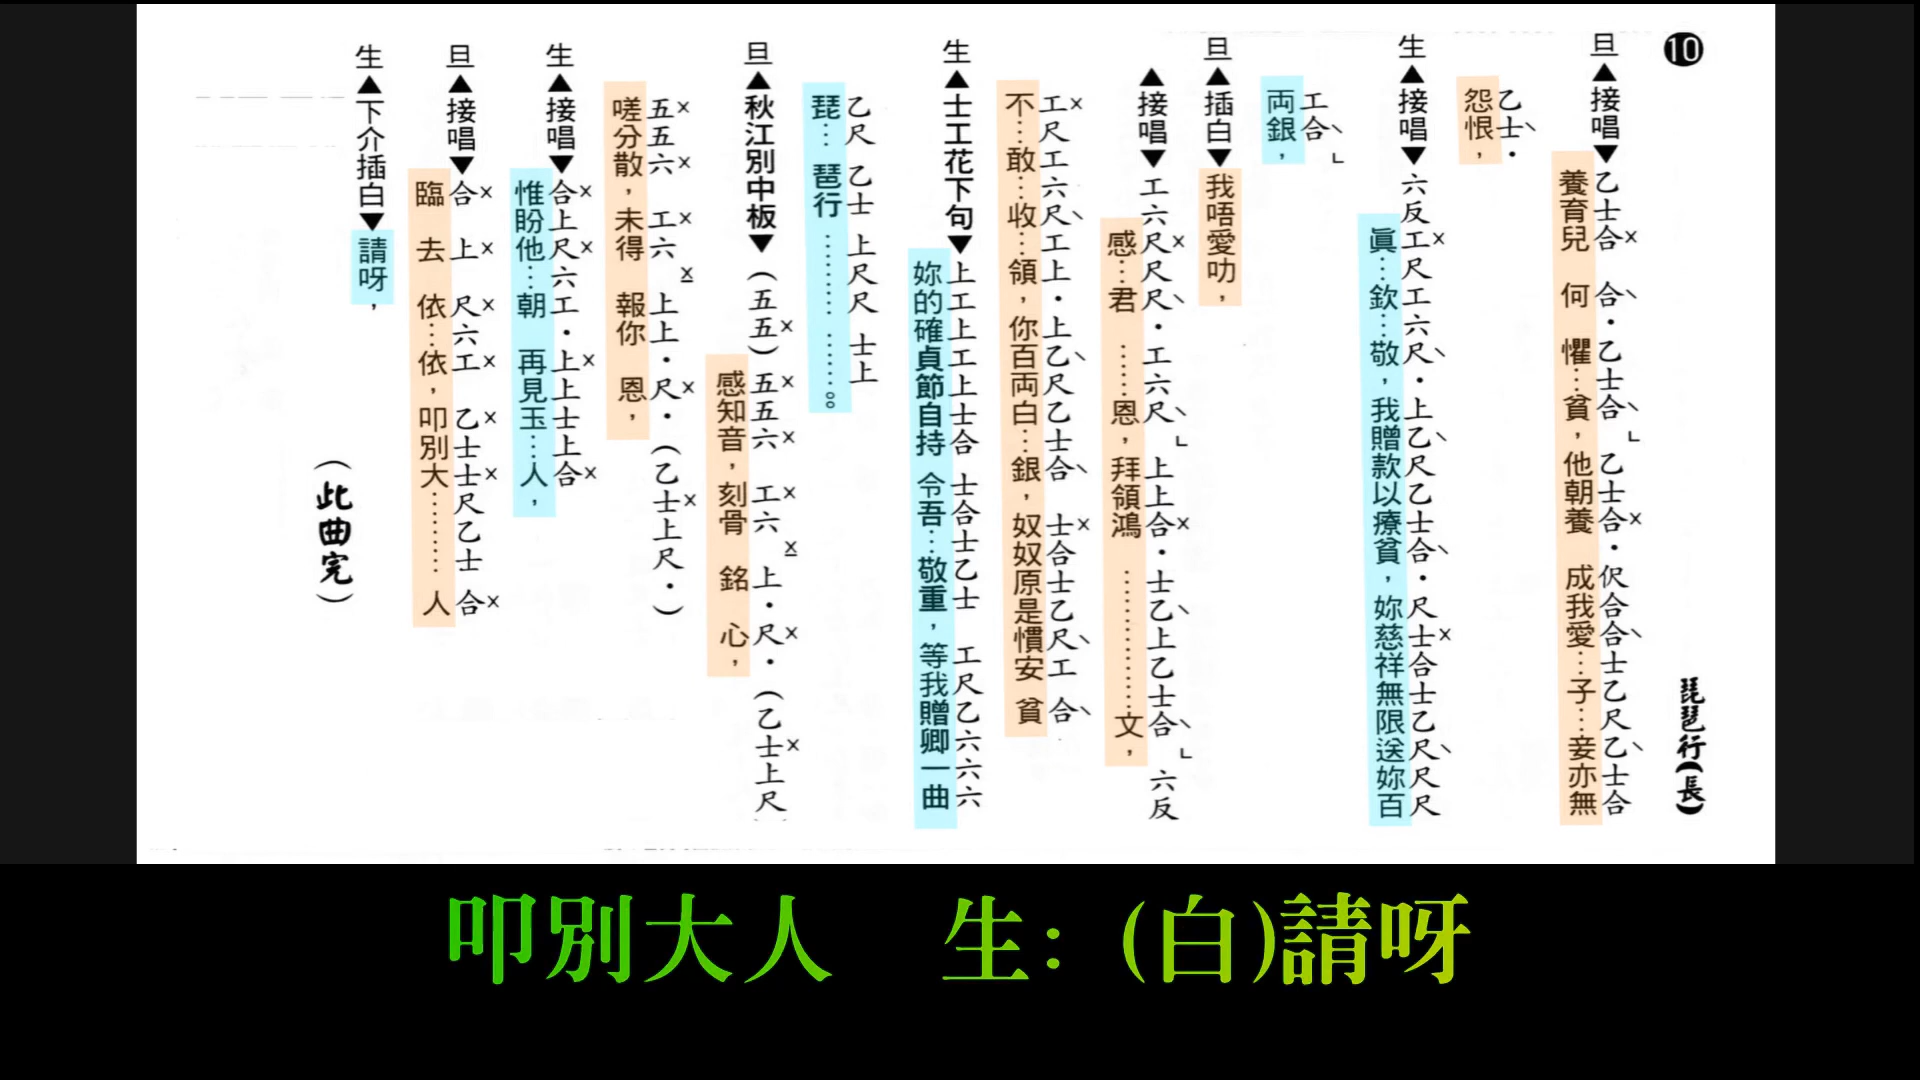 ❿
琵琶行(長)
旦▲接唱▼
乙士合合・乙士合乙士合・伬合合士乙尺乙士合
養育兒 何 懼…貧，他朝養 成我愛…子…妾亦無
乙士・
怨恨，
生▲接唱▼
六反工尺工六尺・上乙尺乙士合・尺士合士乙尺尺尺
眞…欽…敬，我贈款以療貧，妳慈祥無限送妳百
工合
両銀，
旦▲插白▼
我唔愛叻，
▲接唱▼
工六尺尺尺・工六尺上上合・士乙上乙士合六反
感…君 ……恩，拜領鴻 ……………文，
工尺工六尺工上・上乙尺乙士合士合士乙尺工合
不…敢…收…領，你百両白…銀，奴奴原是慣安 貧
生▲士工花下句▼
上工上工上士合士合士乙士工尺乙六六六
妳的確貞節自持 令吾…敬重，等我贈卿一曲
乙尺 乙士 上尺尺 士上
琵… 琶行 ………… ………。。
旦▲秋江別中板▼
（五五）五五六 工六 上・尺・（乙士上尺
感知音，刻骨 銘 心，
五五六 工六 上上・尺・（乙士上尺・）
嗟分散，未得 報你 恩，
生▲接唱▼
合上尺六工・上上士上合
惟盼他…朝 再見玉…人，
旦▲接唱▼
合 上 尺六工 乙士士尺乙士 合
臨 去 依…依，叩別大………人
生▲下介插白▼
請呀，
（此曲完）
叩別大人 生:(白)請呀